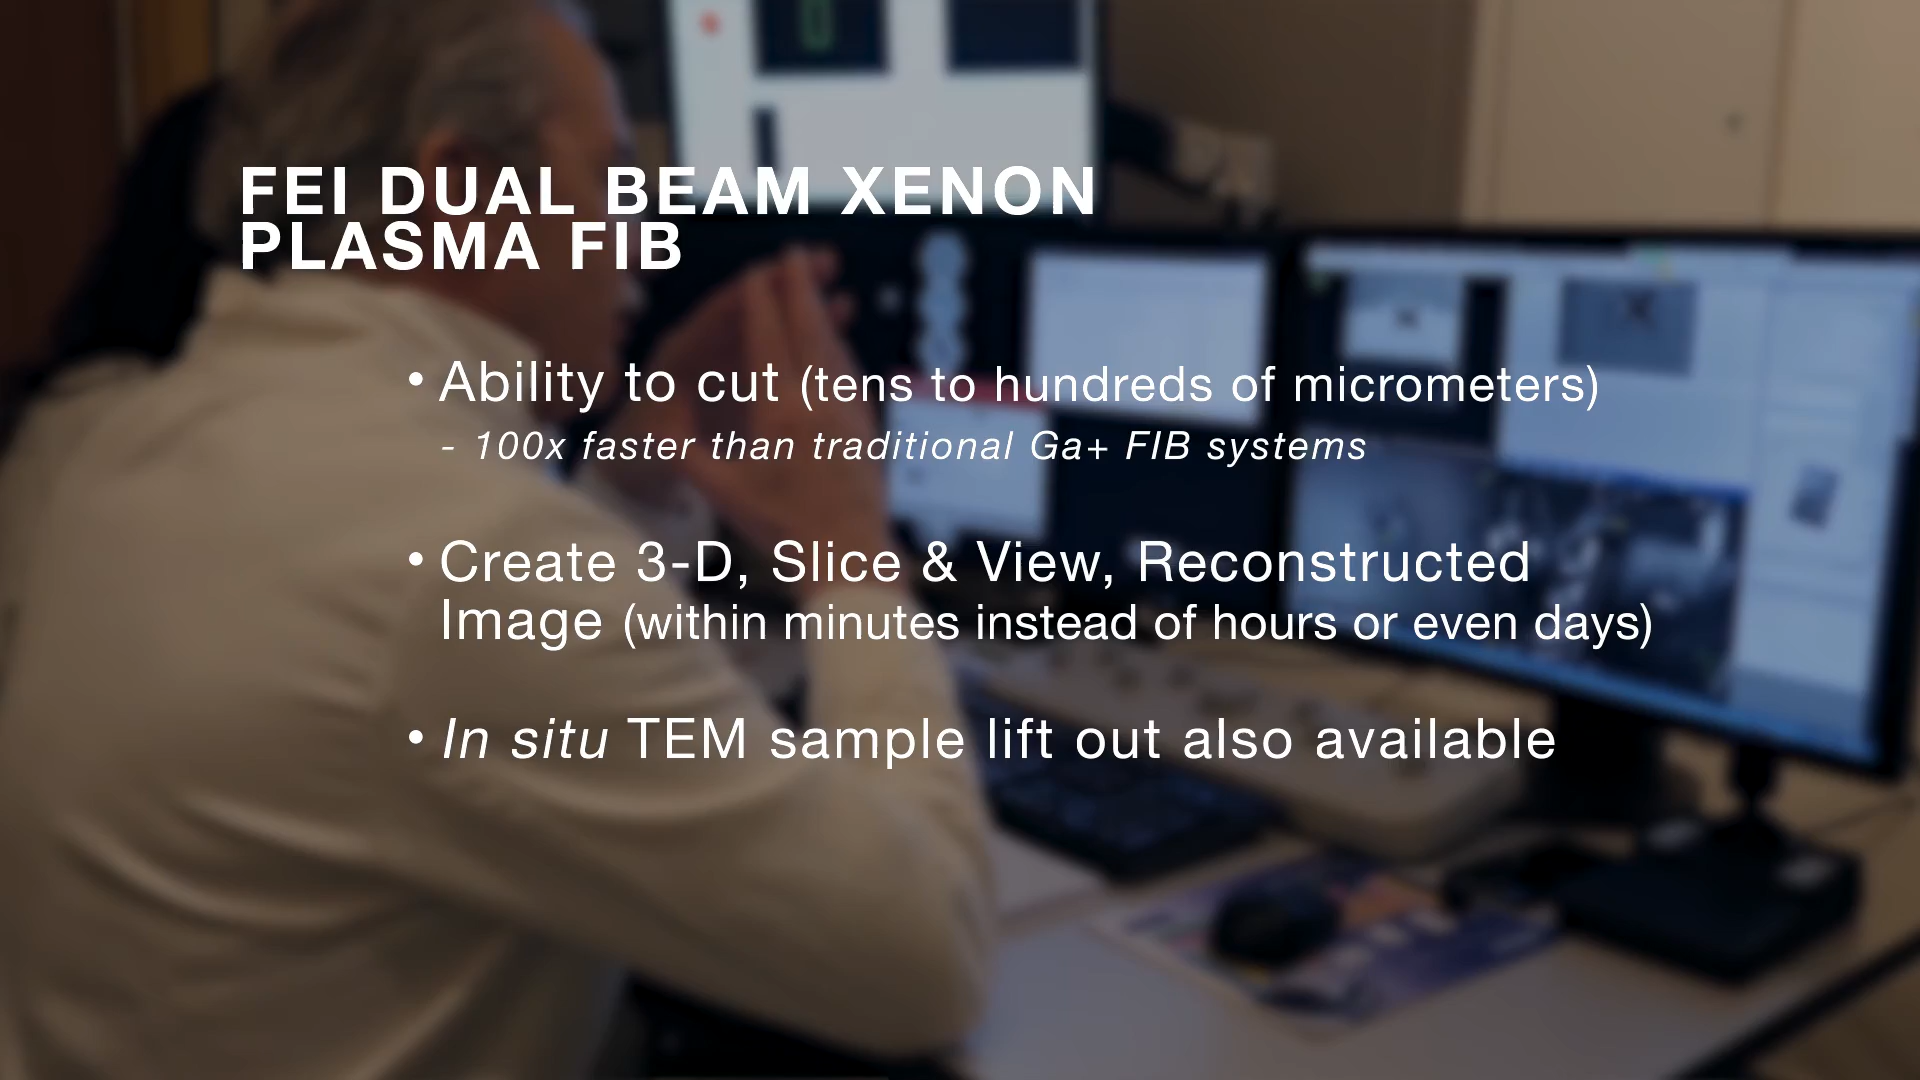 FEI DUAL BEAM XENON
PLASMA FIB
• Ability to cut (tens to hundreds of micrometers)
- 100x faster than traditional Ga+ FIB systems
• Create 3-D, Slice & View, Reconstructed
Image (within minutes instead of hours or even days)
• In situ TEM sample lift out also available